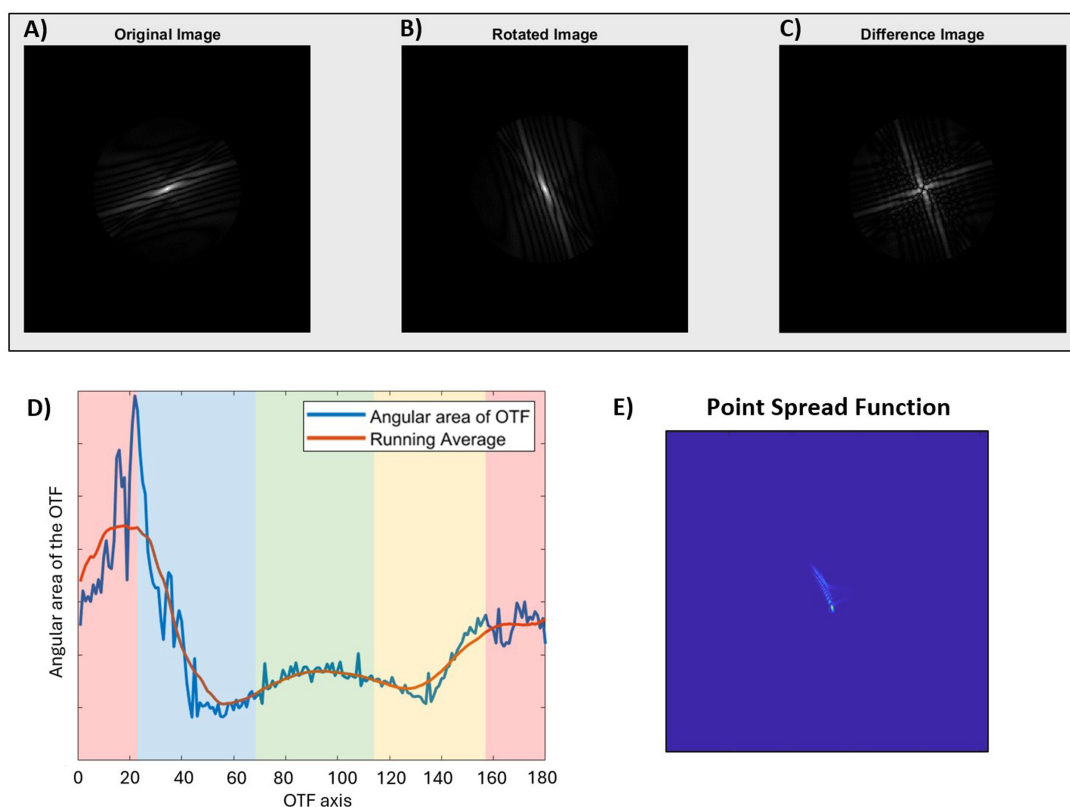 A)
Original Image
B)
Rotated Image
C)
Difference Image
D)
Angular area of OTF
Running Average
Angular area of the OTF
0 20 40 60 80 100 120 140 160 180
OTF axis
E)
Point Spread Function